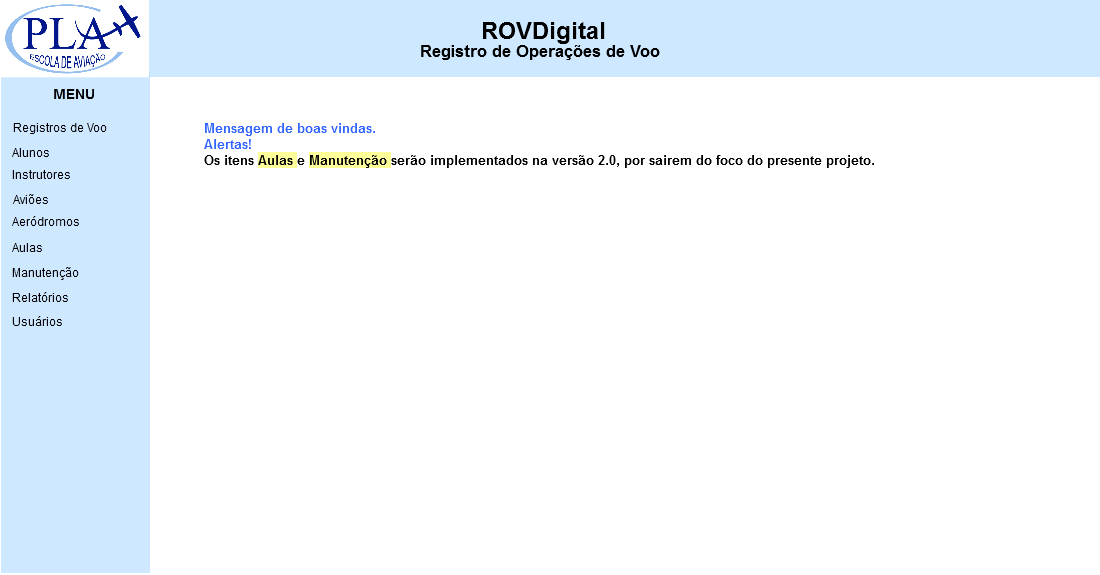 PLA
ESCOLA DE AVIAÇÃO
ROVDigital
Registro de Operações de Voo
MENU
Registros de Voo
Alunos
Instrutores
Aviões
Aeródromos
Aulas
Manutenção
Relatórios
Usuários
Mensagem de boas vindas.
Alertas!
Os itens Aulas e Manutenção serão implementados na versão 2.0, por sairem do foco do presente projeto.